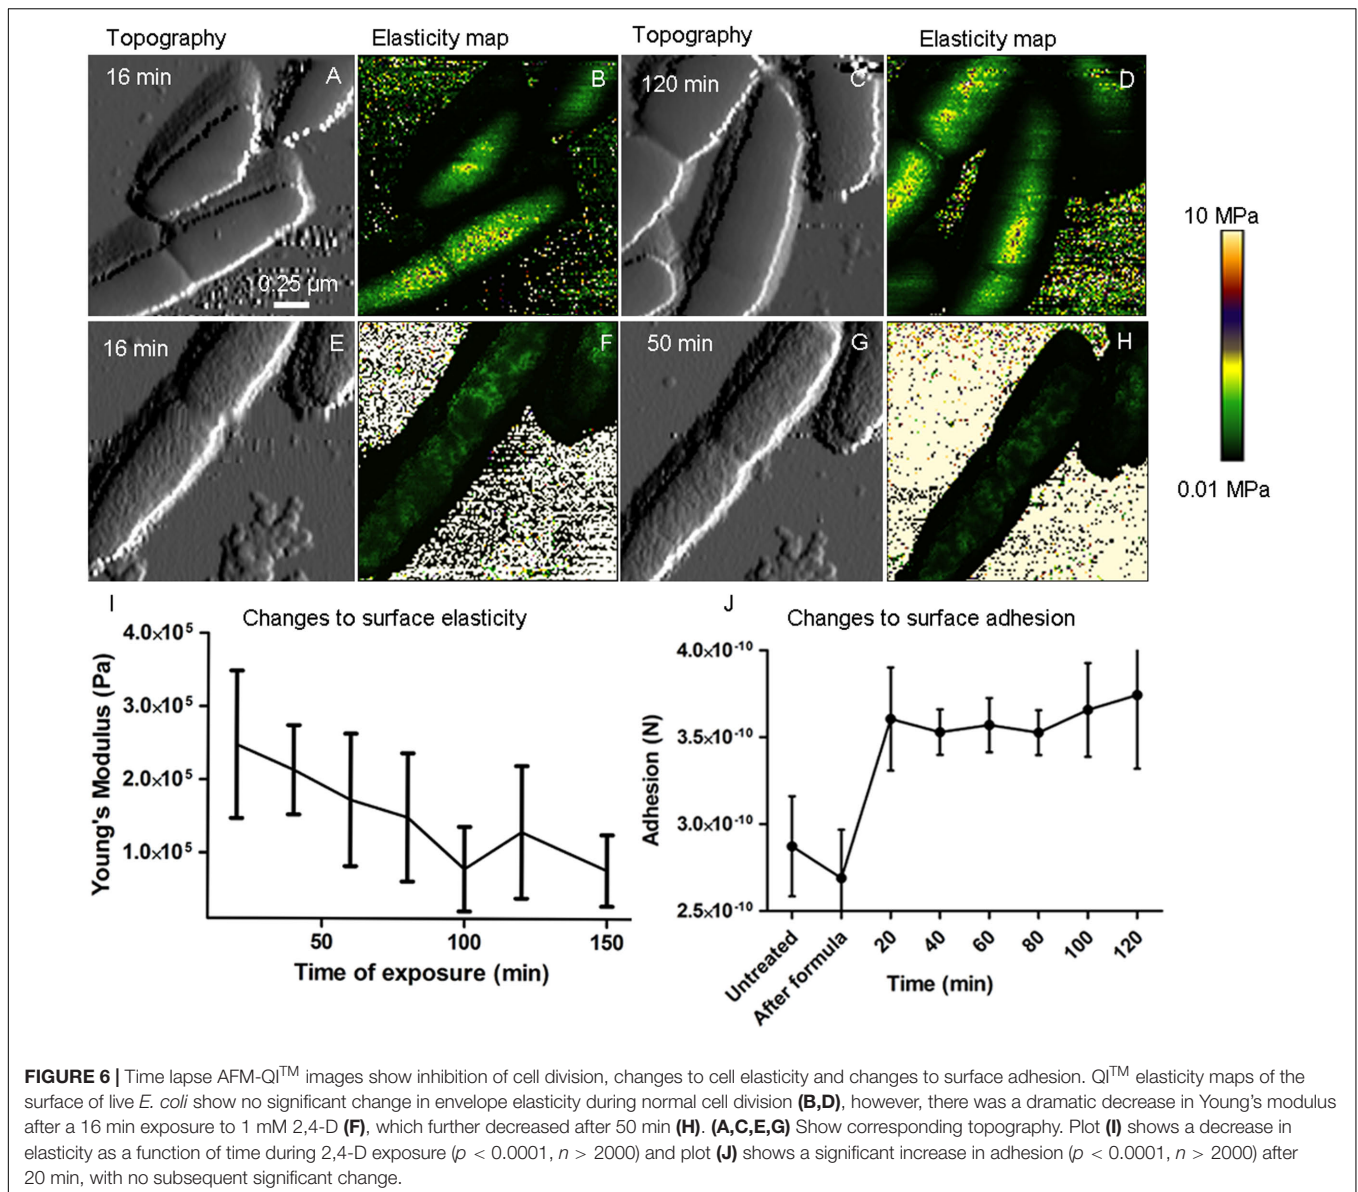 Topography Elasticity map Topography Elasticity map
16 min A B 120 min C D
0.25 µm
10 MPa
0.01 MPa
16 min E F 50 min G H
I Changes to surface elasticity
4.0×10⁵
3.0×10⁵
2.0×10⁵
1.0×10⁵
Young's Modulus (Pa)
50 100 150
Time of exposure (min)
J Changes to surface adhesion
4.0×10⁻¹⁰
3.5×10⁻¹⁰
3.0×10⁻¹⁰
2.5×10⁻¹⁰
Adhesion (N)
Untreated After formula 20 40 60 80 100 120
Time (min)
FIGURE 6 | Time lapse AFM-QI™ images show inhibition of cell division, changes to cell elasticity and changes to surface adhesion. QI™ elasticity maps of the
surface of live E. coli show no significant change in envelope elasticity during normal cell division (B,D), however, there was a dramatic decrease in Young's modulus
after a 16 min exposure to 1 mM 2,4-D (F), which further decreased after 50 min (H). (A,C,E,G) Show corresponding topography. Plot (I) shows a decrease in
elasticity as a function of time during 2,4-D exposure (p < 0.0001, n > 2000) and plot (J) shows a significant increase in adhesion (p < 0.0001, n > 2000) after
20 min, with no subsequent significant change.